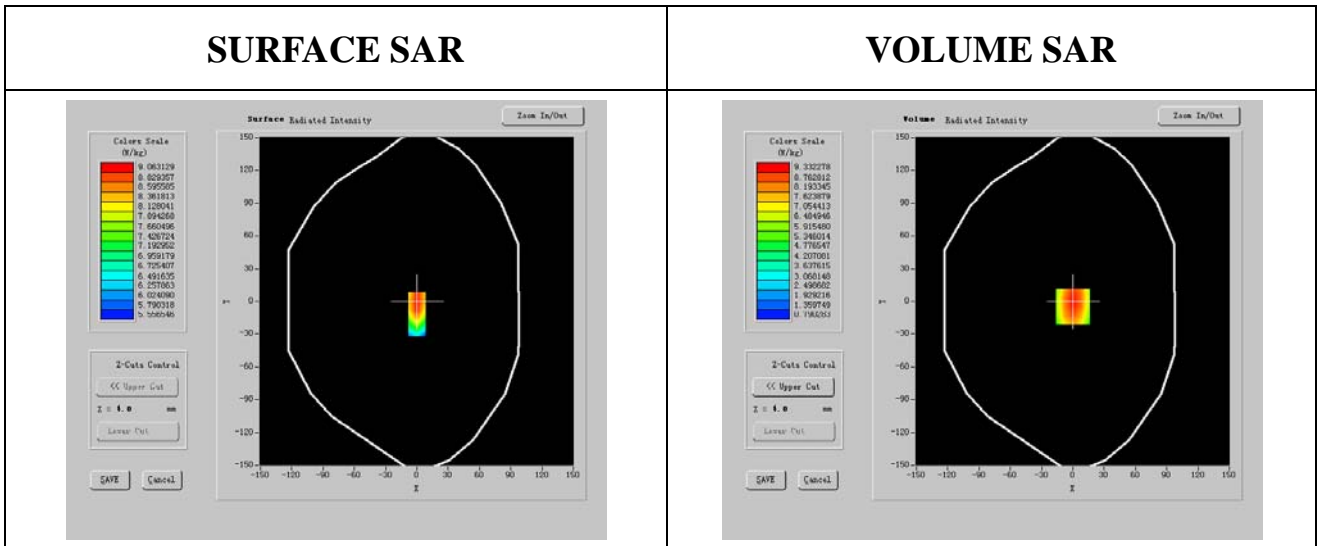 SURFACE SAR
VOLUME SAR
Surface Radiated Intensity
Zoom In/Out
Colors Scale
(W/kg)
9.063129
8.829357
8.595585
8.361813
8.128041
7.894268
7.660496
7.426724
7.192952
6.959179
6.725407
6.491635
6.257863
6.024090
5.790318
5.556546
150
120
90
60
30
0
-30
-60
-90
-120
-150
Y
-150 -120 -90 -60 -30 0 30 60 90 120 150
X
Z-Cuts Control
<< Upper Cut
Z = 4.0 mm
Lower Cut
SAVE Cancel
Volume Radiated Intensity
Zoom In/Out
Colors Scale
(W/kg)
9.332278
8.762812
8.193345
7.623879
7.054413
6.484946
5.915480
5.346014
4.776547
4.207081
3.637615
3.068148
2.498682
1.929216
1.359749
0.790283
150
120
90
60
30
0
-30
-60
-90
-120
-150
Y
-150 -120 -90 -60 -30 0 30 60 90 120 150
X
Z-Cuts Control
<< Upper Cut
Z = 4.0 mm
Lower Cut
SAVE Cancel